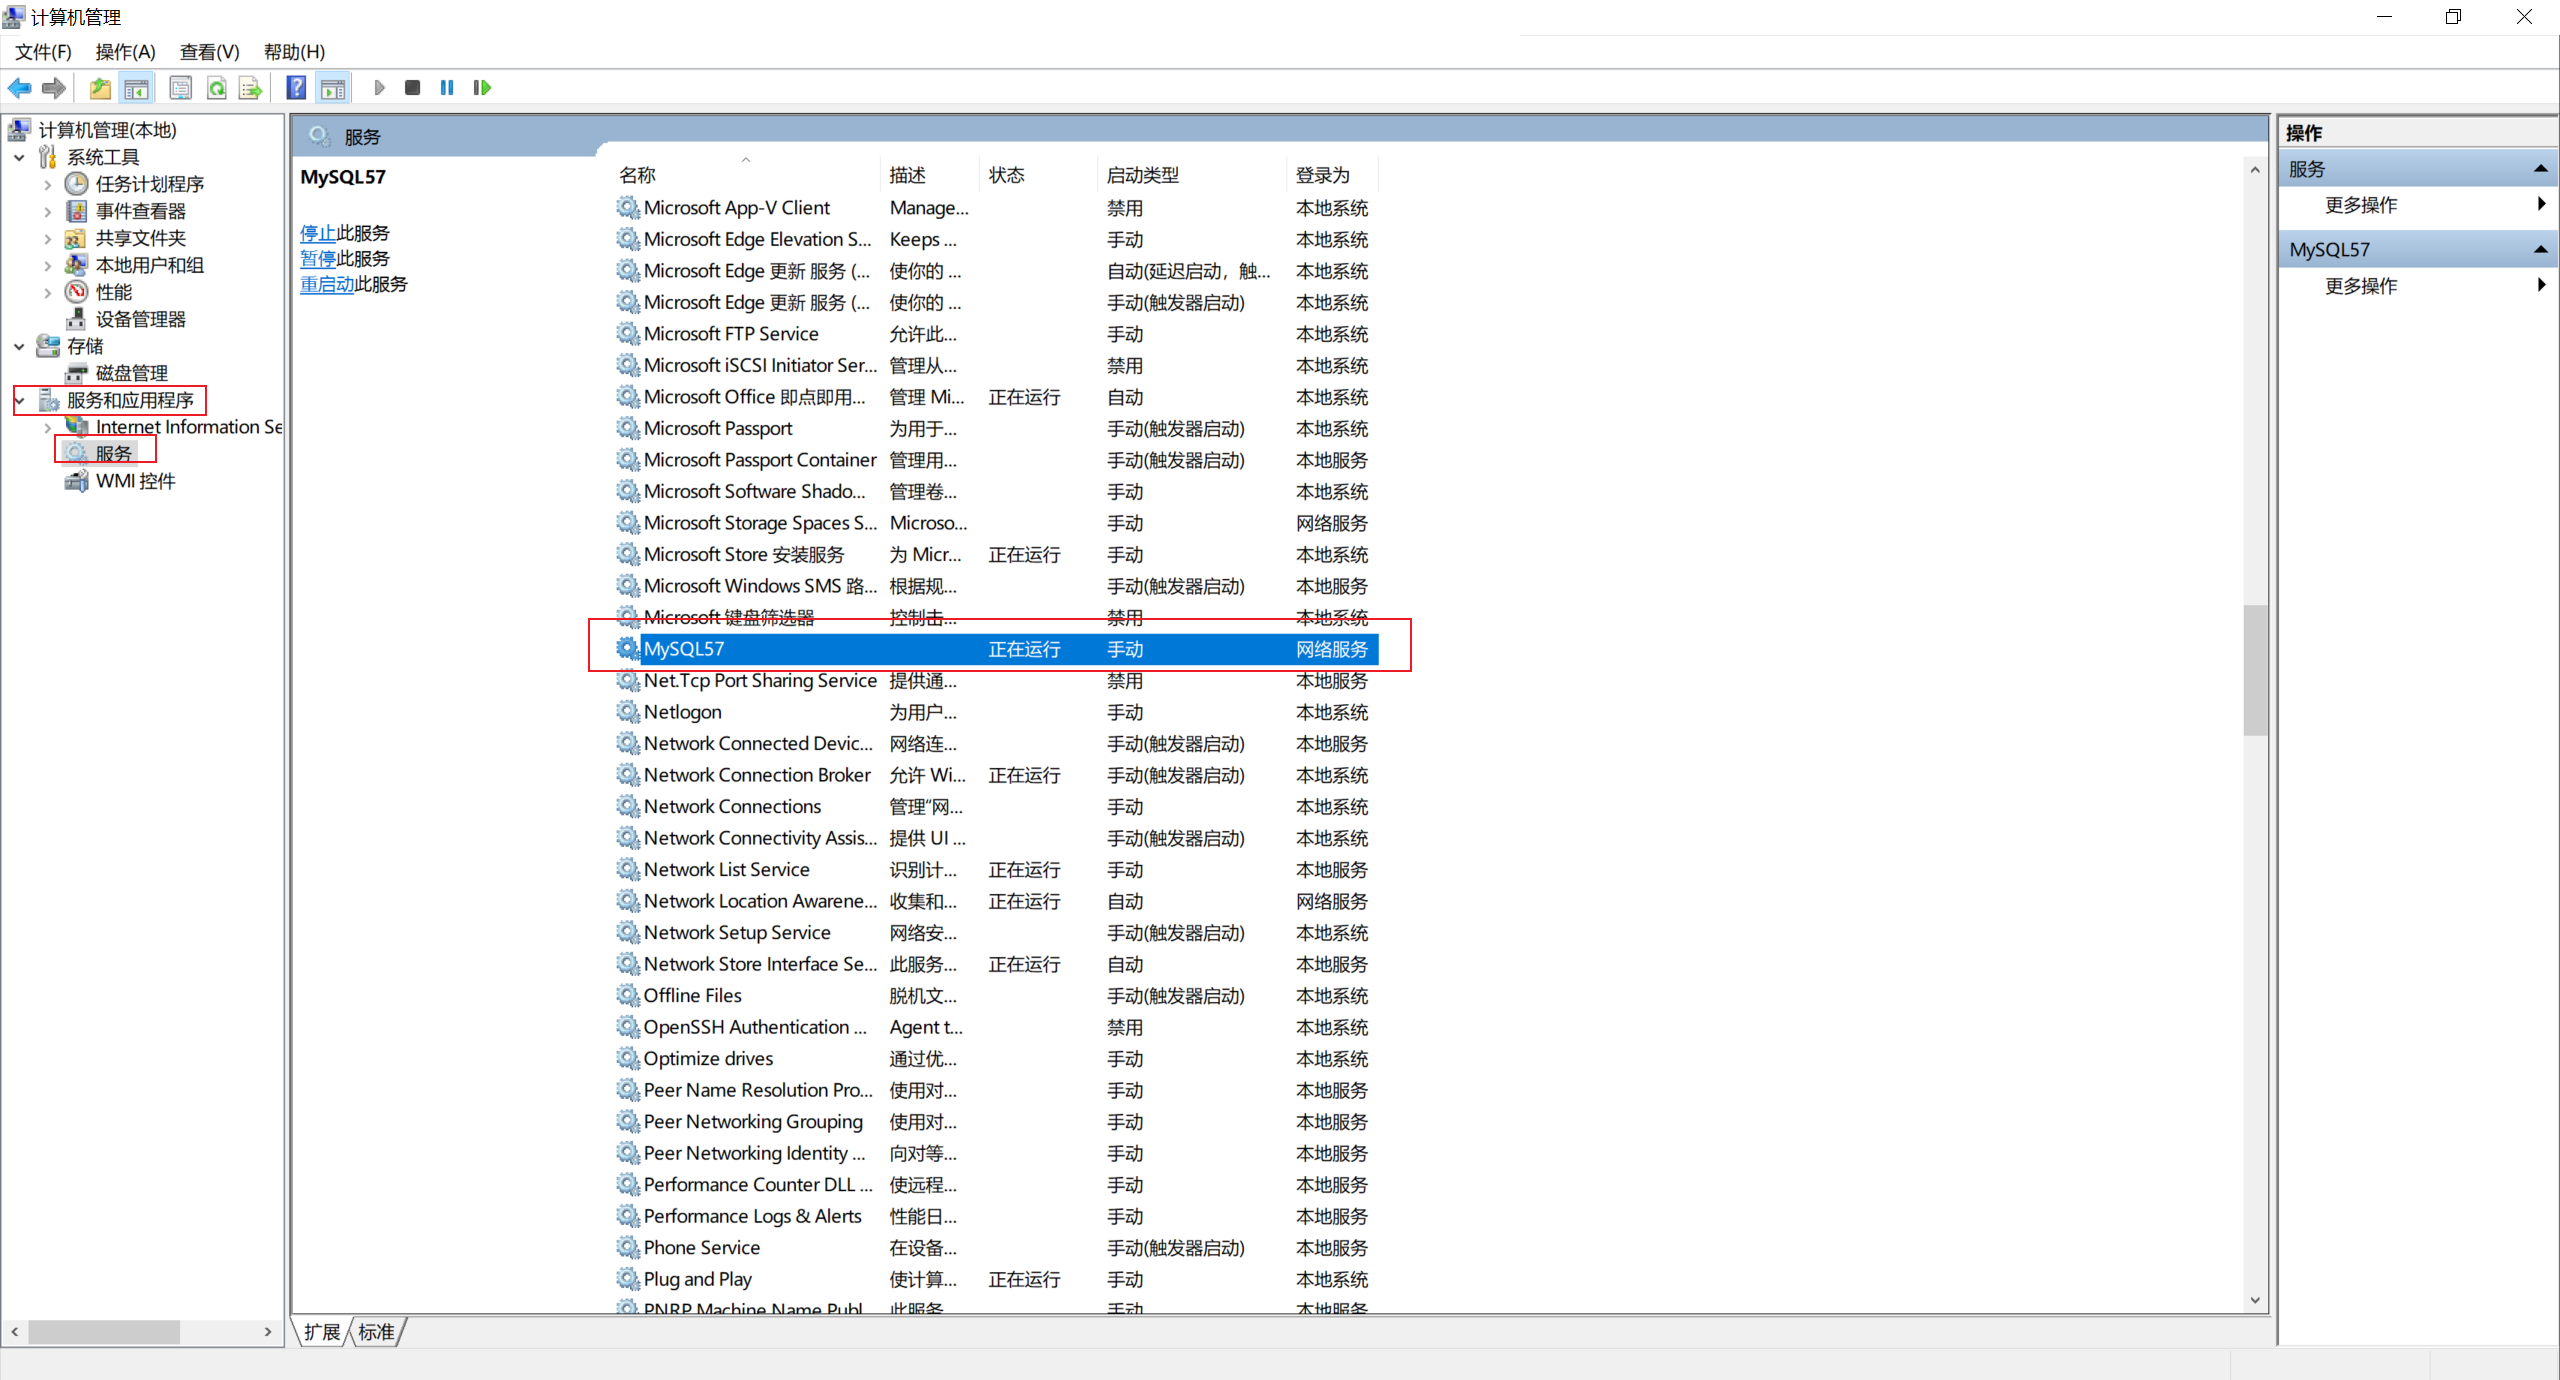 计算机管理
文件(F) 操作(A) 查看(V) 帮助(H)
计算机管理(本地)
系统工具
任务计划程序
事件查看器
共享文件夹
本地用户和组
性能
设备管理器
存储
磁盘管理
服务和应用程序
Internet Information Se
服务
WMI 控件
服务
MySQL57
停止此服务
暂停此服务
重启动此服务
名称 描述 状态 启动类型 登录为
Microsoft App-V Client Manage... 禁用 本地系统
Microsoft Edge Elevation S... Keeps ... 手动 本地系统
Microsoft Edge 更新 服务 (... 使你的 ... 自动(延迟启动，触... 本地系统
Microsoft Edge 更新 服务 (... 使你的 ... 手动(触发器启动) 本地系统
Microsoft FTP Service 允许此... 手动 本地系统
Microsoft iSCSI Initiator Ser... 管理从... 禁用 本地系统
Microsoft Office 即点即用... 管理 Mi... 正在运行 自动 本地系统
Microsoft Passport 为用于... 手动(触发器启动) 本地系统
Microsoft Passport Container 管理用... 手动(触发器启动) 本地服务
Microsoft Software Shado... 管理卷... 手动 本地系统
Microsoft Storage Spaces S... Microso... 手动 网络服务
Microsoft Store 安装服务 为 Micr... 正在运行 手动 本地系统
Microsoft Windows SMS 路... 根据规... 手动(触发器启动) 本地服务
Microsoft 键盘筛选器 控制击... 禁用 本地系统
MySQL57 正在运行 手动 网络服务
Net.Tcp Port Sharing Service 提供通... 禁用 本地服务
Netlogon 为用户... 手动 本地系统
Network Connected Devic... 网络连... 手动(触发器启动) 本地服务
Network Connection Broker 允许 Wi... 正在运行 手动(触发器启动) 本地系统
Network Connections 管理“网... 手动 本地系统
Network Connectivity Assis... 提供 UI ... 手动(触发器启动) 本地系统
Network List Service 识别计... 正在运行 手动 本地服务
Network Location Awarene... 收集和... 正在运行 自动 网络服务
Network Setup Service 网络安... 手动(触发器启动) 本地系统
Network Store Interface Se... 此服务... 正在运行 自动 本地服务
Offline Files 脱机文... 手动(触发器启动) 本地系统
OpenSSH Authentication ... Agent t... 禁用 本地系统
Optimize drives 通过优... 手动 本地系统
Peer Name Resolution Pro... 使用对... 手动 本地服务
Peer Networking Grouping 使用对... 手动 本地服务
Peer Networking Identity ... 向对等... 手动 本地服务
Performance Counter DLL ... 使远程... 手动 本地服务
Performance Logs & Alerts 性能日... 手动 本地服务
Phone Service 在设备... 手动(触发器启动) 本地服务
Plug and Play 使计算... 正在运行 手动 本地系统
PNRP Machine Name Publ 此服务 手动 本地服务
扩展 标准
操作
服务
更多操作
MySQL57
更多操作